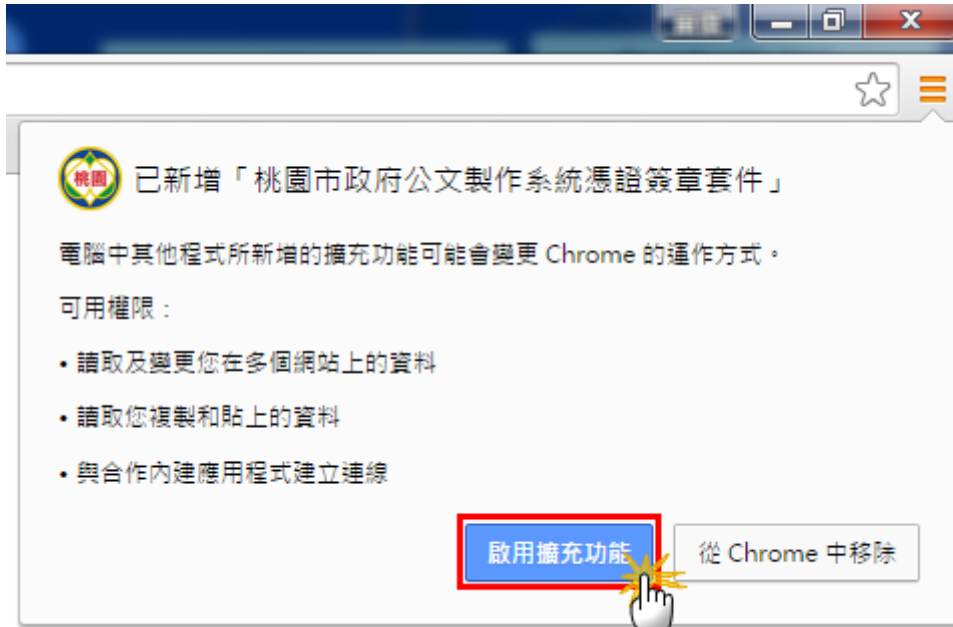 桃園
已新增「桃園市政府公文製作系統憑證簽章套件」
電腦中其他程式所新增的擴充功能可能會變更 Chrome 的運作方式。
可用權限：
• 讀取及變更您在多個網站上的資料
• 讀取您複製和貼上的資料
• 與合作內建應用程式建立連線
啟用擴充功能
從 Chrome 中移除